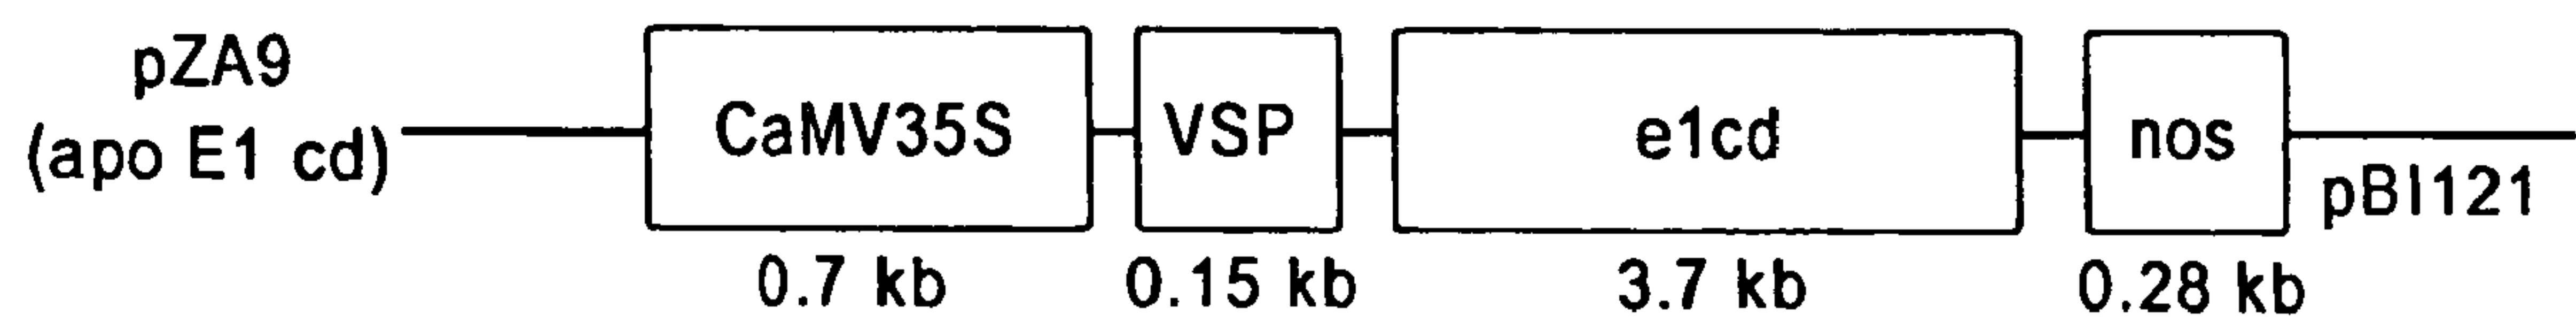 pZA9
(apo E1 cd)
CaMV35S
VSP
e1cd
nos
pBI121
0.7 kb
0.15 kb
3.7 kb
0.28 kb